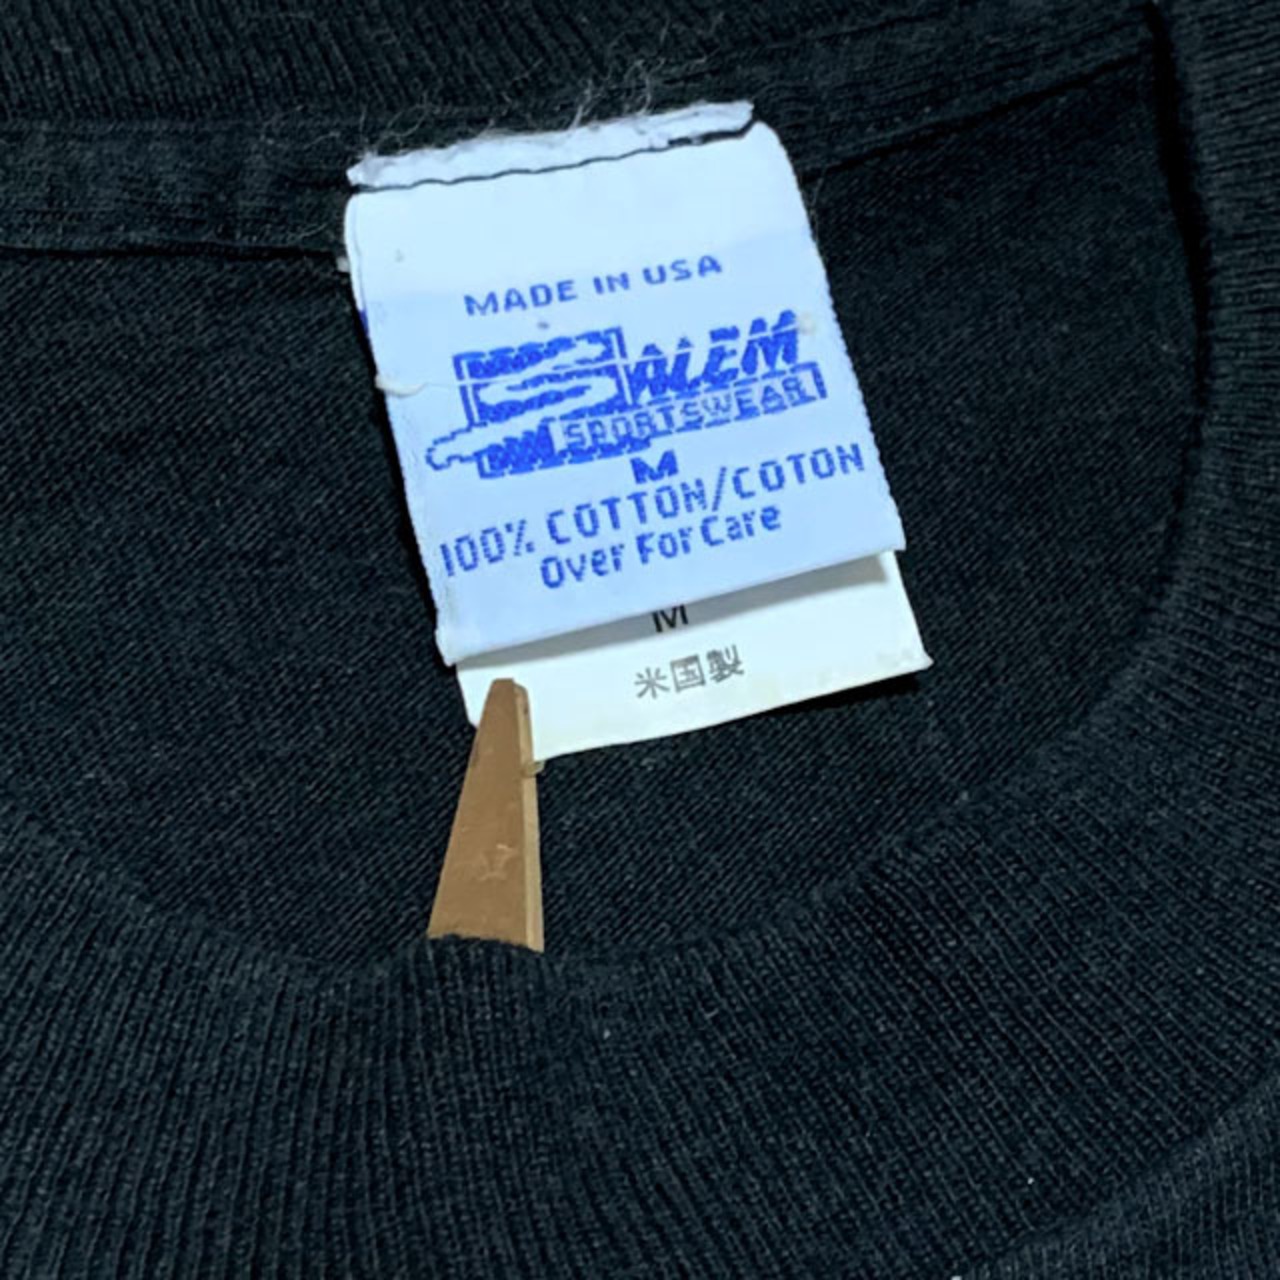 MADE IN USA
SALEM
SPORTSWEAR
M
100% COTTON/COTON
Over For Care
M
米国製